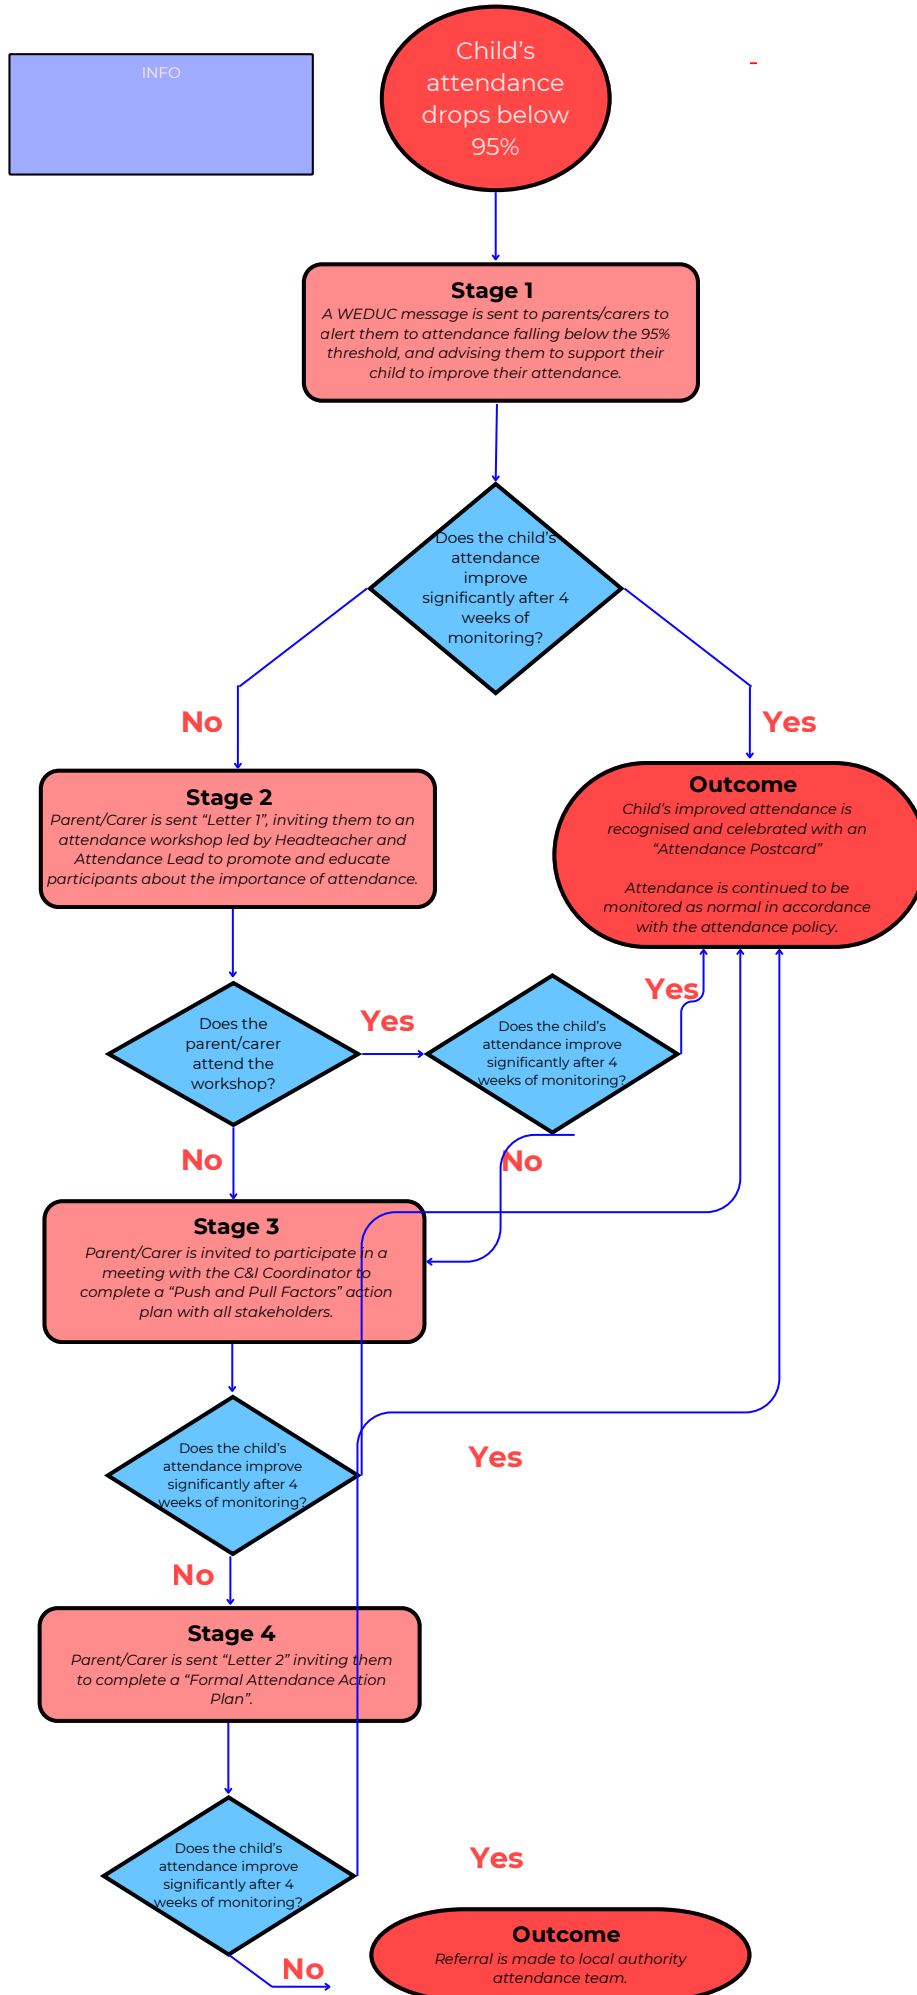 INFO
Child's
attendance
drops below
95%
Stage 1
A WEDUC message is sent to parents/carers to
alert them to attendance falling below the 95%
threshold, and advising them to support their
child to improve their attendance.
Does the child's
attendance
improve
significantly after 4
weeks of
monitoring?
No
Yes
Stage 2
Parent/Carer is sent “Letter 1”, inviting them to an
attendance workshop led by Headteacher and
Attendance Lead to promote and educate
participants about the importance of attendance.
Outcome
Child's improved attendance is
recognised and celebrated with an
“Attendance Postcard”
Attendance is continued to be
monitored as normal in accordance
with the attendance policy.
Does the
parent/carer
attend the
workshop?
Yes
Does the child's
attendance improve
significantly after 4
weeks of monitoring?
Yes
No
No
Stage 3
Parent/Carer is invited to participate in a
meeting with the C&I Coordinator to
complete a “Push and Pull Factors” action
plan with all stakeholders.
Does the child's
attendance improve
significantly after 4
weeks of monitoring?
Yes
No
Stage 4
Parent/Carer is sent “Letter 2” inviting them
to complete a “Formal Attendance Action
Plan”.
Does the child's
attendance improve
significantly after 4
weeks of monitoring?
Yes
No
Outcome
Referral is made to local authority
attendance team.